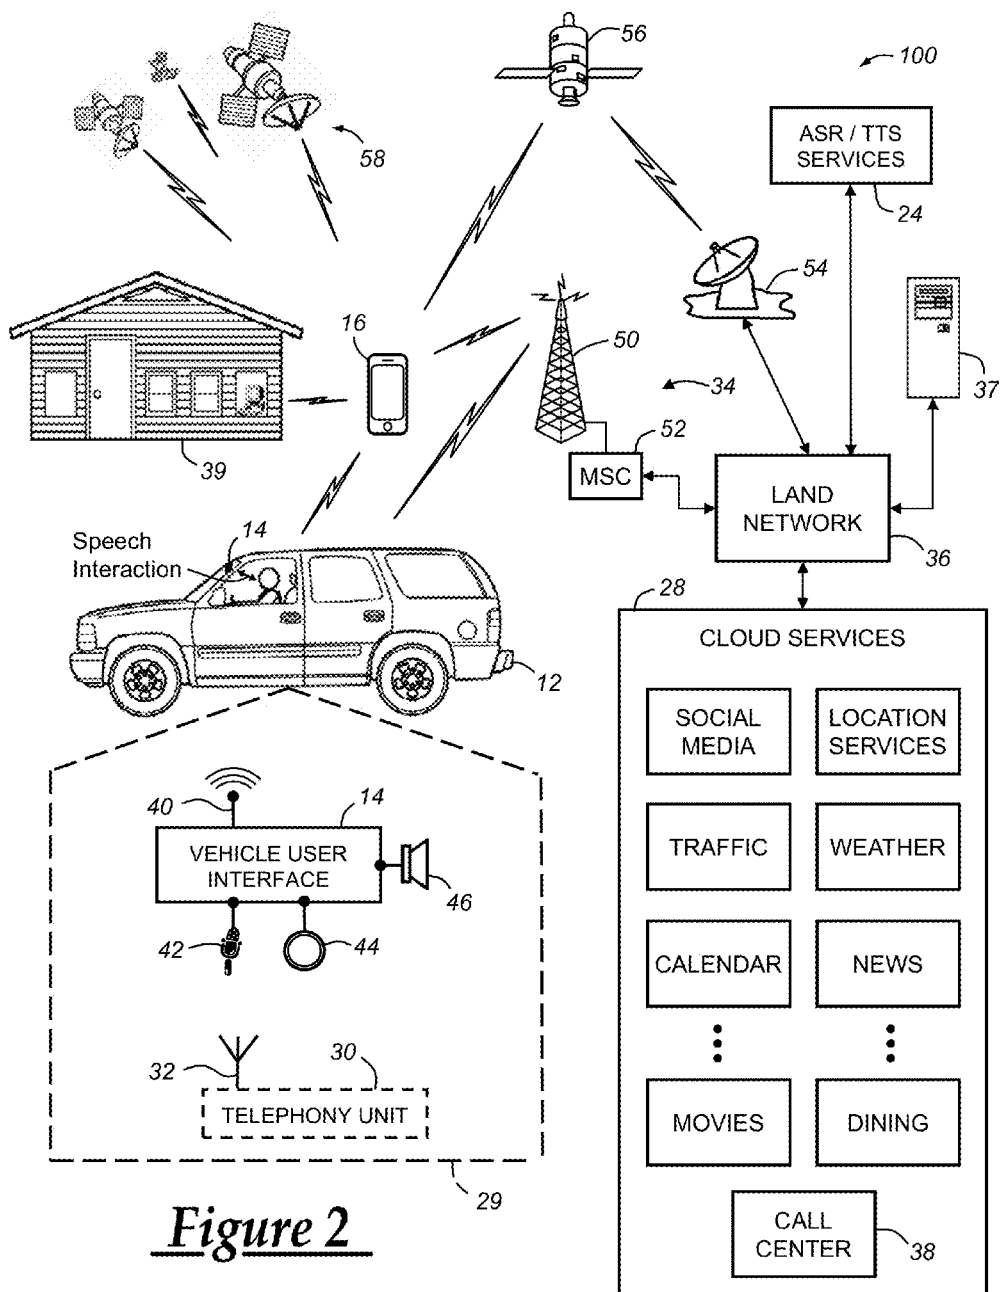 56
100
58
ASR / TTS
SERVICES
24
54
16
50
34
37
39
52
MSC
LAND
NETWORK
36
Speech
Interaction
14
12
28
CLOUD SERVICES
SOCIAL
MEDIA
LOCATION
SERVICES
TRAFFIC
WEATHER
CALENDAR
NEWS
MOVIES
DINING
CALL
CENTER
38
40
14
VEHICLE USER
INTERFACE
46
42
44
32
30
TELEPHONY UNIT
29
Figure 2